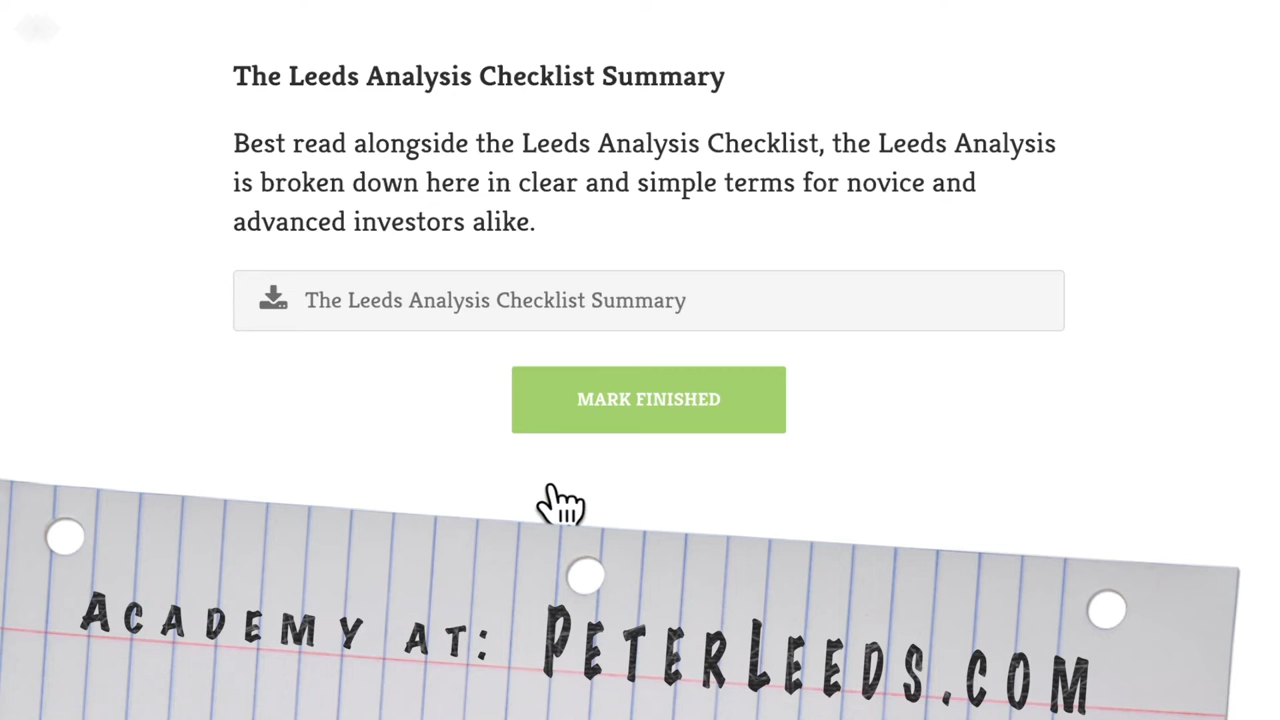 The Leeds Analysis Checklist Summary
Best read alongside the Leeds Analysis Checklist, the Leeds Analysis
is broken down here in clear and simple terms for novice and
advanced investors alike.
The Leeds Analysis Checklist Summary
MARK FINISHED
ACADEMY AT: PETERLEEDS.COM